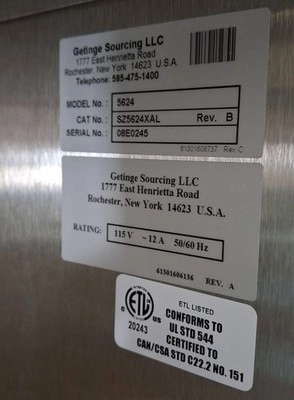 Getinge Sourcing LLC
1777 East Henrietta Road
Rochester, New York 14623 U.S.A.
Telephone: 585-475-1400
MODEL No. : 5624
CAT No. : SZ5624XAL Rev. B
SERIAL No. : 08E0245
61301608737 Rev C
Getinge Sourcing LLC
1777 East Henrietta Road
Rochester, New York 14623 U.S.A.
RATING: 115 V ~ 12 A 50/60 Hz
61301606136 REV. A
ETL LISTED
CONFORMS TO
UL STD 544
CERTIFIED TO
CAN/CSA STD C22.2 NO. 151
ETL
c us
20243